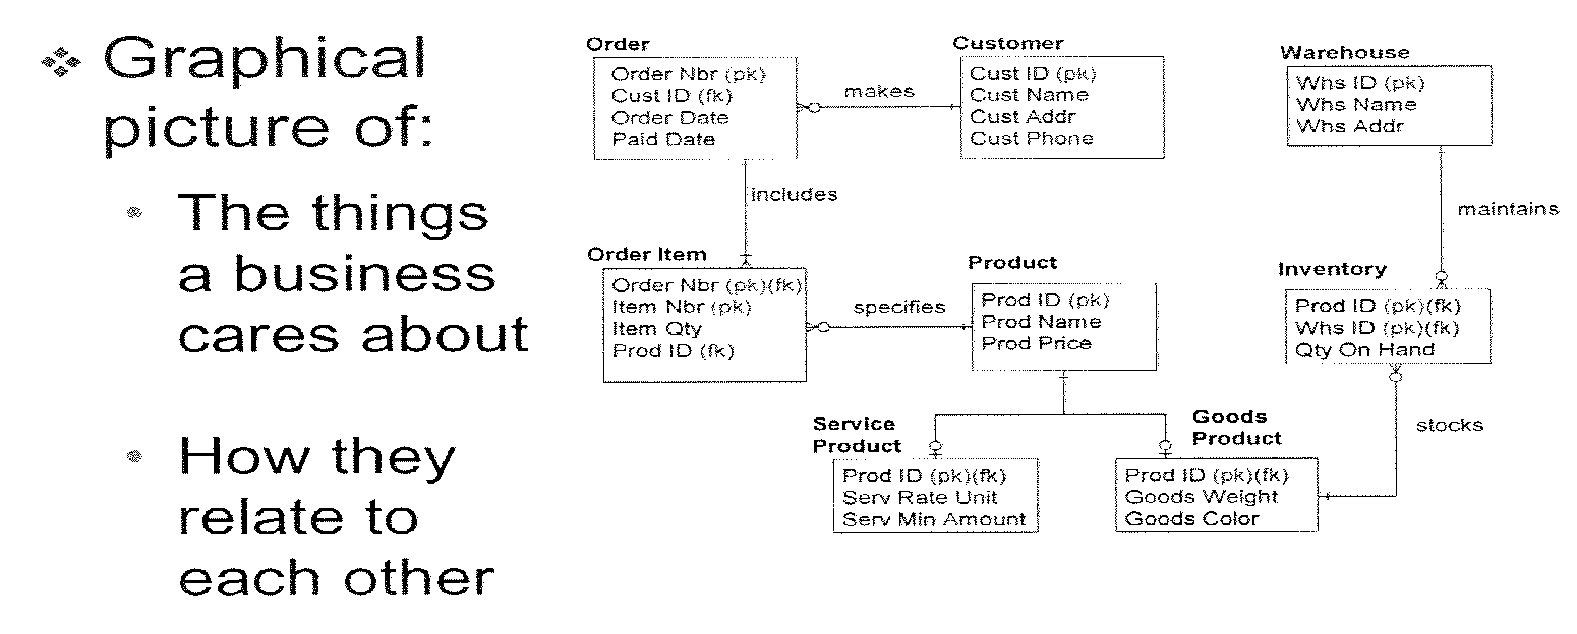 Graphical
picture of:
The things
a business
cares about
How they
relate to
each other
Order
Order Nbr (pk)
Cust ID (fk)
Order Date
Paid Date
makes
Customer
Cust ID (pk)
Cust Name
Cust Addr
Cust Phone
Warehouse
Whs ID (pk)
Whs Name
Whs Addr
includes
maintains
Order Item
Order Nbr (pk)(fk)
Item Nbr (pk)
Item Qty
Prod ID (fk)
specifies
Product
Prod ID (pk)
Prod Name
Prod Price
Inventory
Prod ID (pk)(fk)
Whs ID (pk)(fk)
Qty On Hand
stocks
Service
Product
Prod ID (pk)(fk)
Serv Rate Unit
Serv Min Amount
Goods
Product
Prod ID (pk)(fk)
Goods Weight
Goods Color